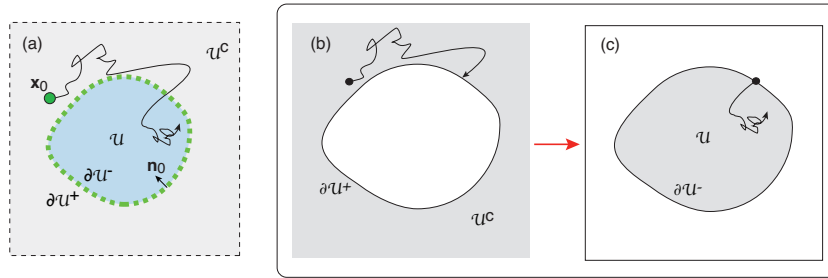 (a)
𝒰ᶜ
x₀
𝒰
n₀
∂𝒰⁻
∂𝒰⁺
(b)
∂𝒰⁺
𝒰ᶜ
(c)
𝒰
∂𝒰⁻